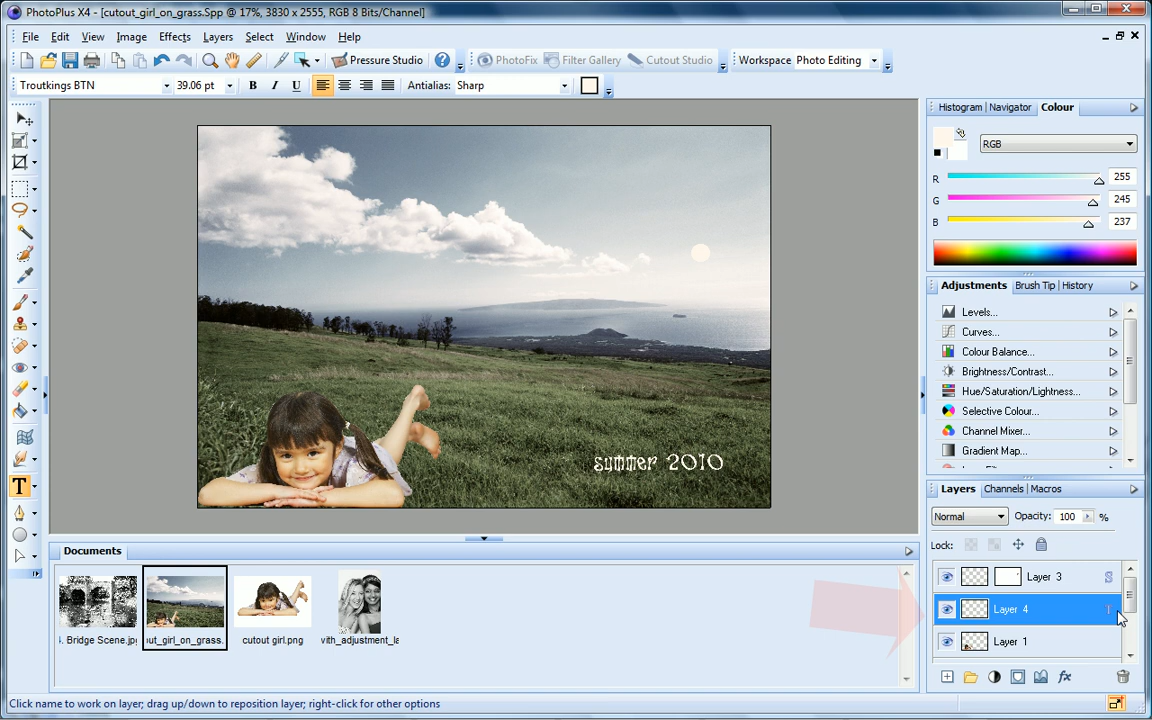 PhotoPlus X4 - [cutout_girl_on_grass.Spp @ 17%, 3830 x 2555, RGB 8 Bits/Channel]
File Edit View Image Effects Layers Select Window Help
Pressure Studio PhotoFix Filter Gallery Cutout Studio Workspace Photo Editing
Troutkings BTN 39.06 pt B I U Antialias: Sharp
Histogram | Navigator Colour
RGB
R 255
G 245
B 237
Adjustments Brush Tip | History
Levels...
Curves...
Colour Balance...
Brightness/Contrast...
Hue/Saturation/Lightness...
Selective Colour...
Channel Mixer...
Gradient Map...
summer 2010
Layers Channels | Macros
Normal Opacity: 100 %
Lock:
Layer 3 S
Layer 4 T
Layer 1
Documents
. Bridge Scene.jpg
ut_girl_on_grass.
cutout girl.png
vith_adjustment_la
T
fx
Click name to work on layer; drag up/down to reposition layer; right-click for other options